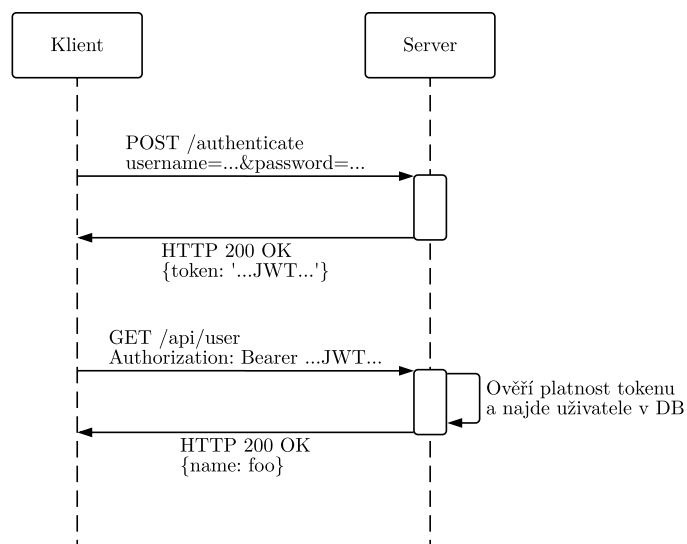 Klient
Server
POST /authenticate
username=...&password=...
HTTP 200 OK
{token: '...JWT...'}
GET /api/user
Authorization: Bearer ...JWT...
Ověří platnost tokenu
a najde uživatele v DB
HTTP 200 OK
{name: foo}